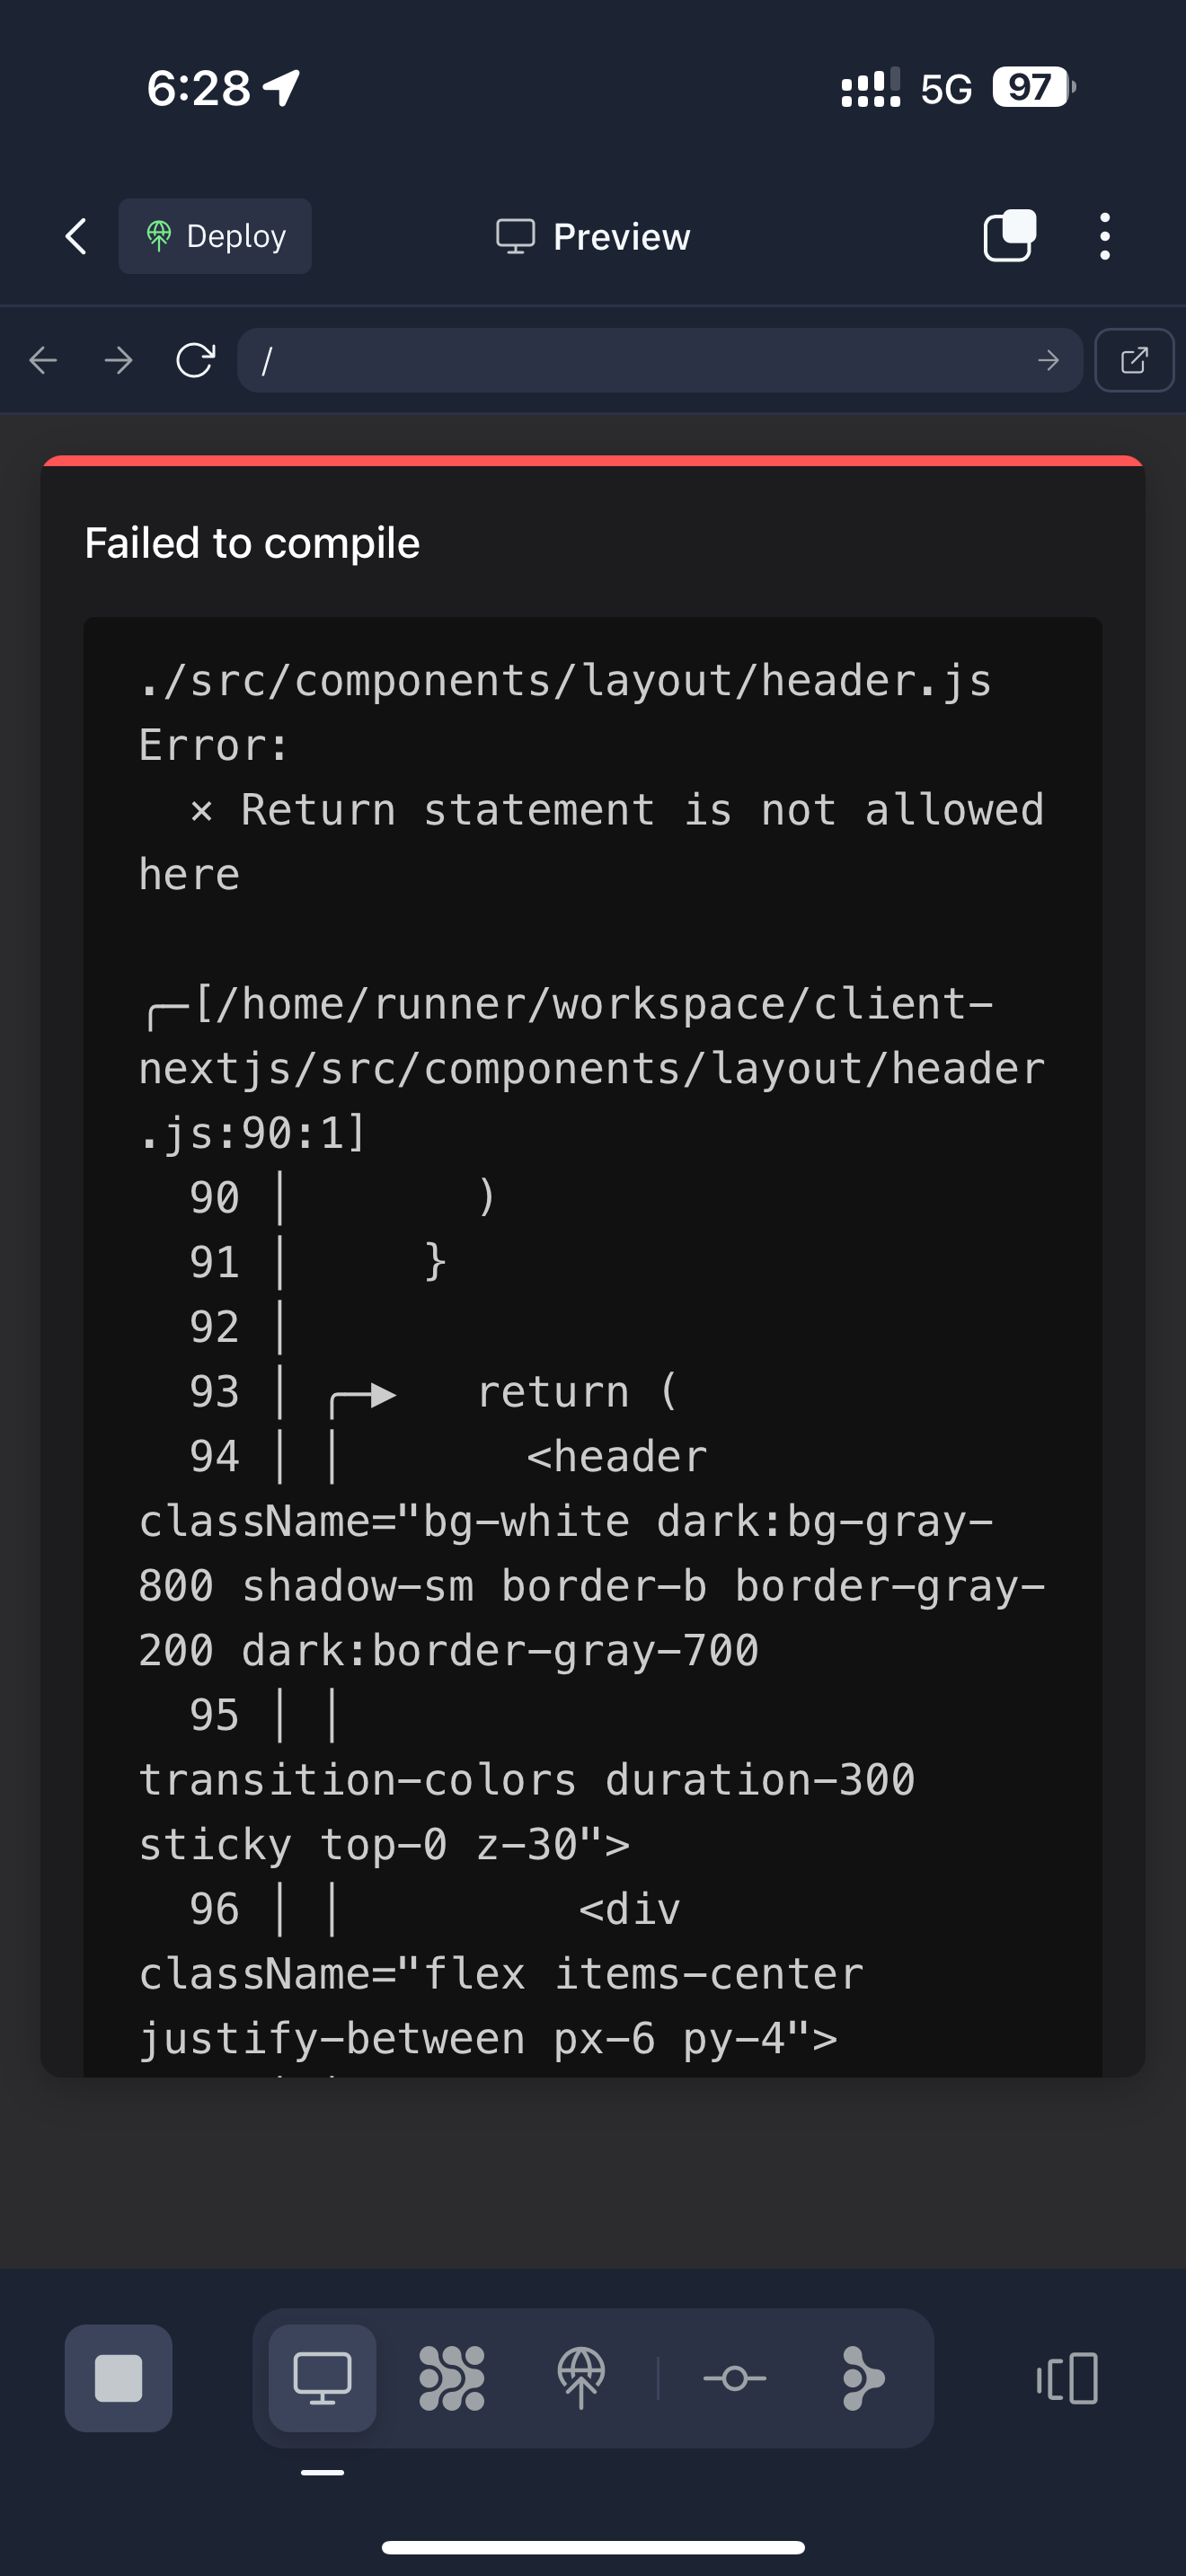 6:28 5G 97
Deploy Preview
/
Failed to compile
./src/components/layout/header.js
Error:
  × Return statement is not allowed
here

╭─[/home/runner/workspace/client-
nextjs/src/components/layout/header
.js:90:1]
  90 │       )
  91 │     }
  92 │
  93 │ ╭─▶   return (
  94 │ │       <header
className="bg-white dark:bg-gray-
800 shadow-sm border-b border-gray-
200 dark:border-gray-700
  95 │ │
transition-colors duration-300
sticky top-0 z-30">
  96 │ │         <div
className="flex items-center
justify-between px-6 py-4">